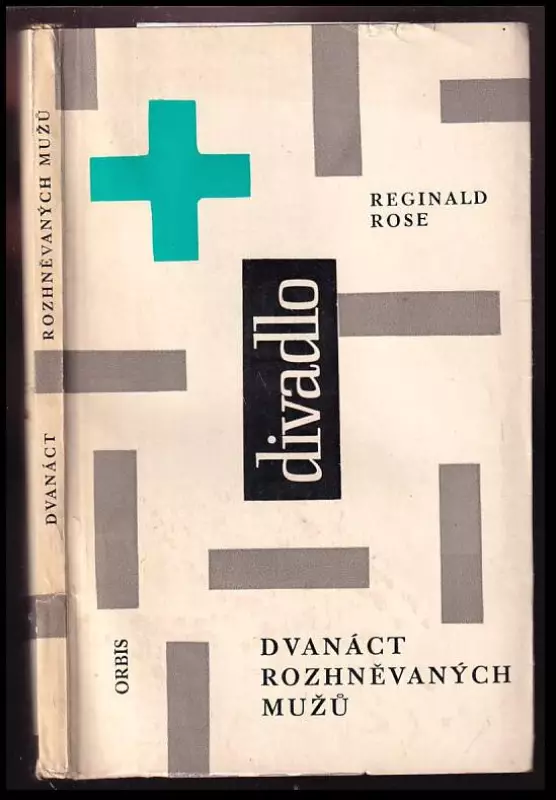 DVANÁCT ROZHNĚVANÝCH MUŽŮ
REGINALD
ROSE
divadlo
ORBIS
DVANÁCT
ROZHNĚVANÝCH
MUŽŮ